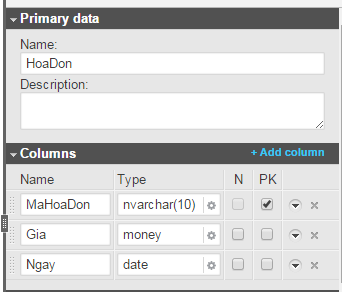 Primary data
Name:
HoaDon
Description:
Columns + Add column
Name Type N PK
MaHoaDon nvarchar(10)
Gia money
Ngay date